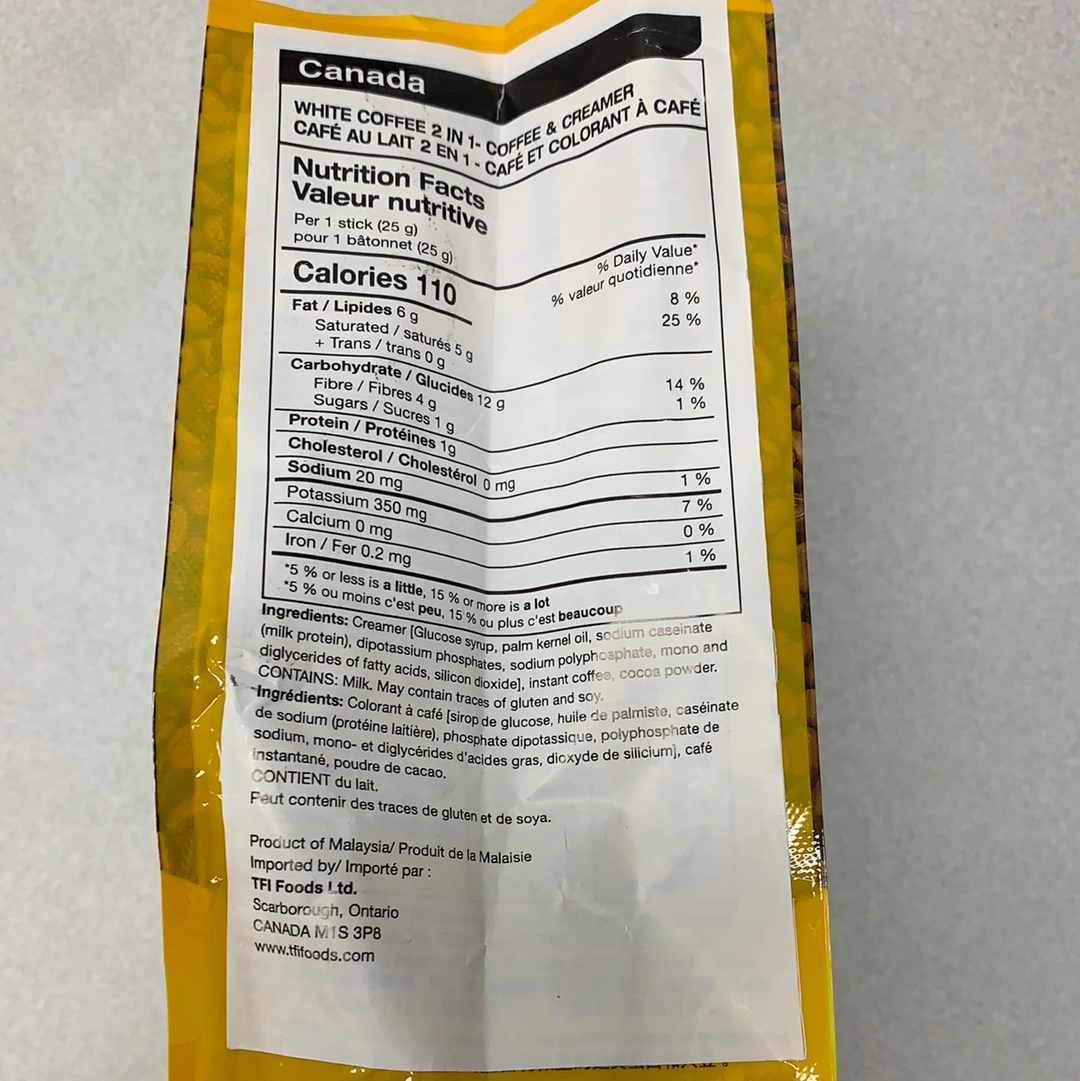 Canada
WHITE COFFEE 2 IN 1- COFFEE & CREAMER
CAFÉ AU LAIT 2 EN 1 - CAFÉ ET COLORANT À CAFÉ
Nutrition Facts
Valeur nutritive
Per 1 stick (25 g)
pour 1 bâtonnet (25 g)
% Daily Value*
% valeur quotidienne*
Calories 110
Fat / Lipides 6 g 8 %
Saturated / saturés 5 g 25 %
+ Trans / trans 0 g
Carbohydrate / Glucides 12 g
Fibre / Fibres 4 g 14 %
Sugars / Sucres 1 g 1 %
Protein / Protéines 1g
Cholesterol / Cholestérol 0 mg
Sodium 20 mg 1 %
Potassium 350 mg 7 %
Calcium 0 mg 0 %
Iron / Fer 0.2 mg 1 %
*5 % or less is a little, 15 % or more is a lot
*5 % ou moins c'est peu, 15 % ou plus c'est beaucoup
Ingredients: Creamer [Glucose syrup, palm kernel oil, sodium caseinate
(milk protein), dipotassium phosphates, sodium polyphosphate, mono and
diglycerides of fatty acids, silicon dioxide], instant coffee, cocoa powder.
CONTAINS: Milk. May contain traces of gluten and soy.
Ingrédients: Colorant à café [sirop de glucose, huile de palmiste, caséinate
de sodium (protéine laitière), phosphate dipotassique, polyphosphate de
sodium, mono- et diglycérides d'acides gras, dioxyde de silicium], café
instantané, poudre de cacao.
CONTIENT du lait.
Peut contenir des traces de gluten et de soya.
Product of Malaysia/ Produit de la Malaisie
Imported by/ Importé par :
TFI Foods Ltd.
Scarborough, Ontario
CANADA M1S 3P8
www.tfifoods.com